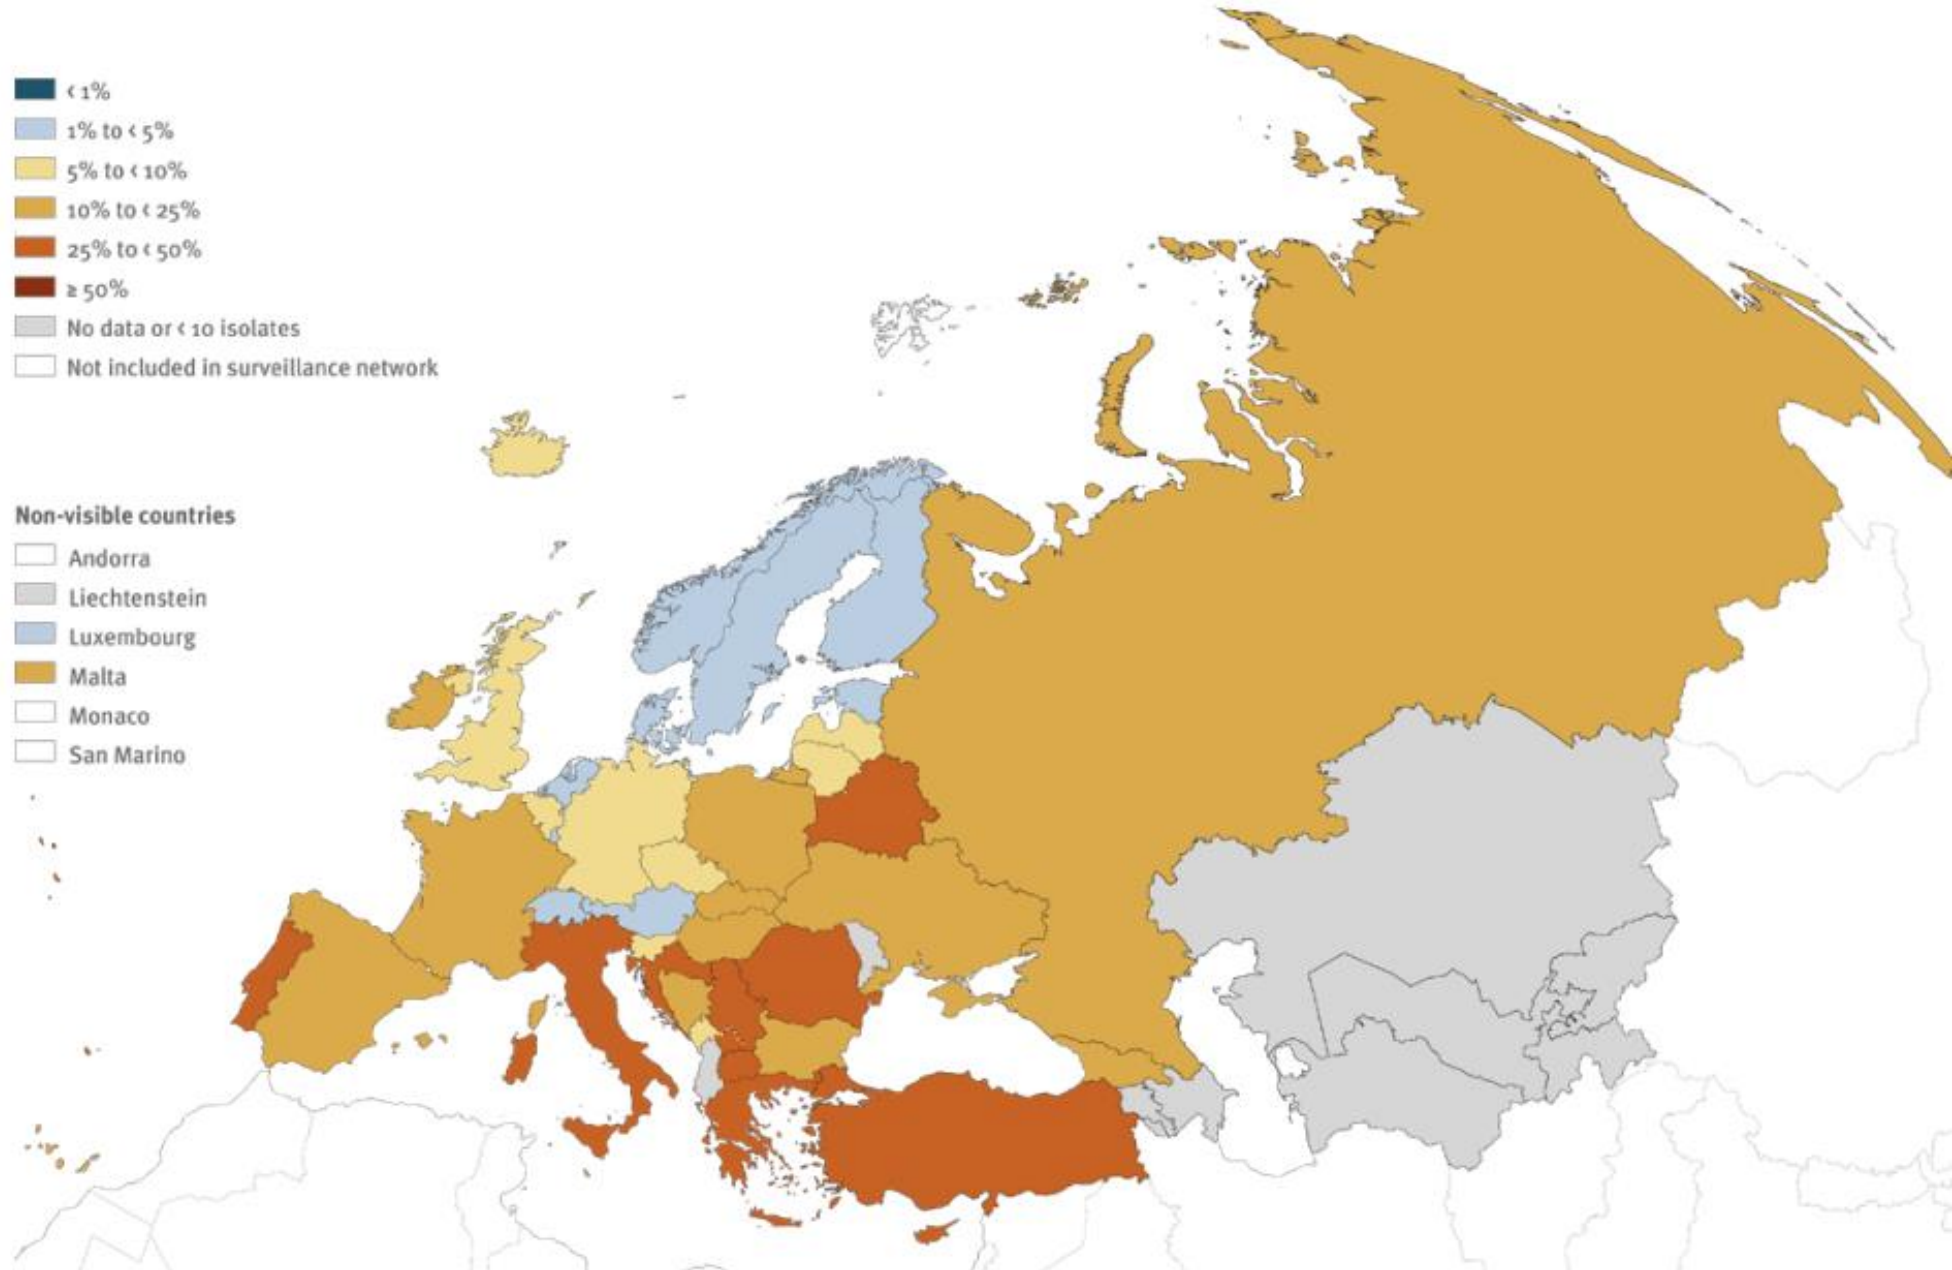 < 1%
1% to < 5%
5% to < 10%
10% to < 25%
25% to < 50%
≥ 50%
No data or < 10 isolates
Not included in surveillance network
Non-visible countries
Andorra
Liechtenstein
Luxembourg
Malta
Monaco
San Marino